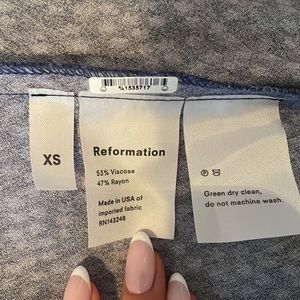 %1535717
XS
Reformation
53% Viscose
47% Rayon
Made in USA of
imported fabric
RN143248
Green dry clean,
do not machine wash.